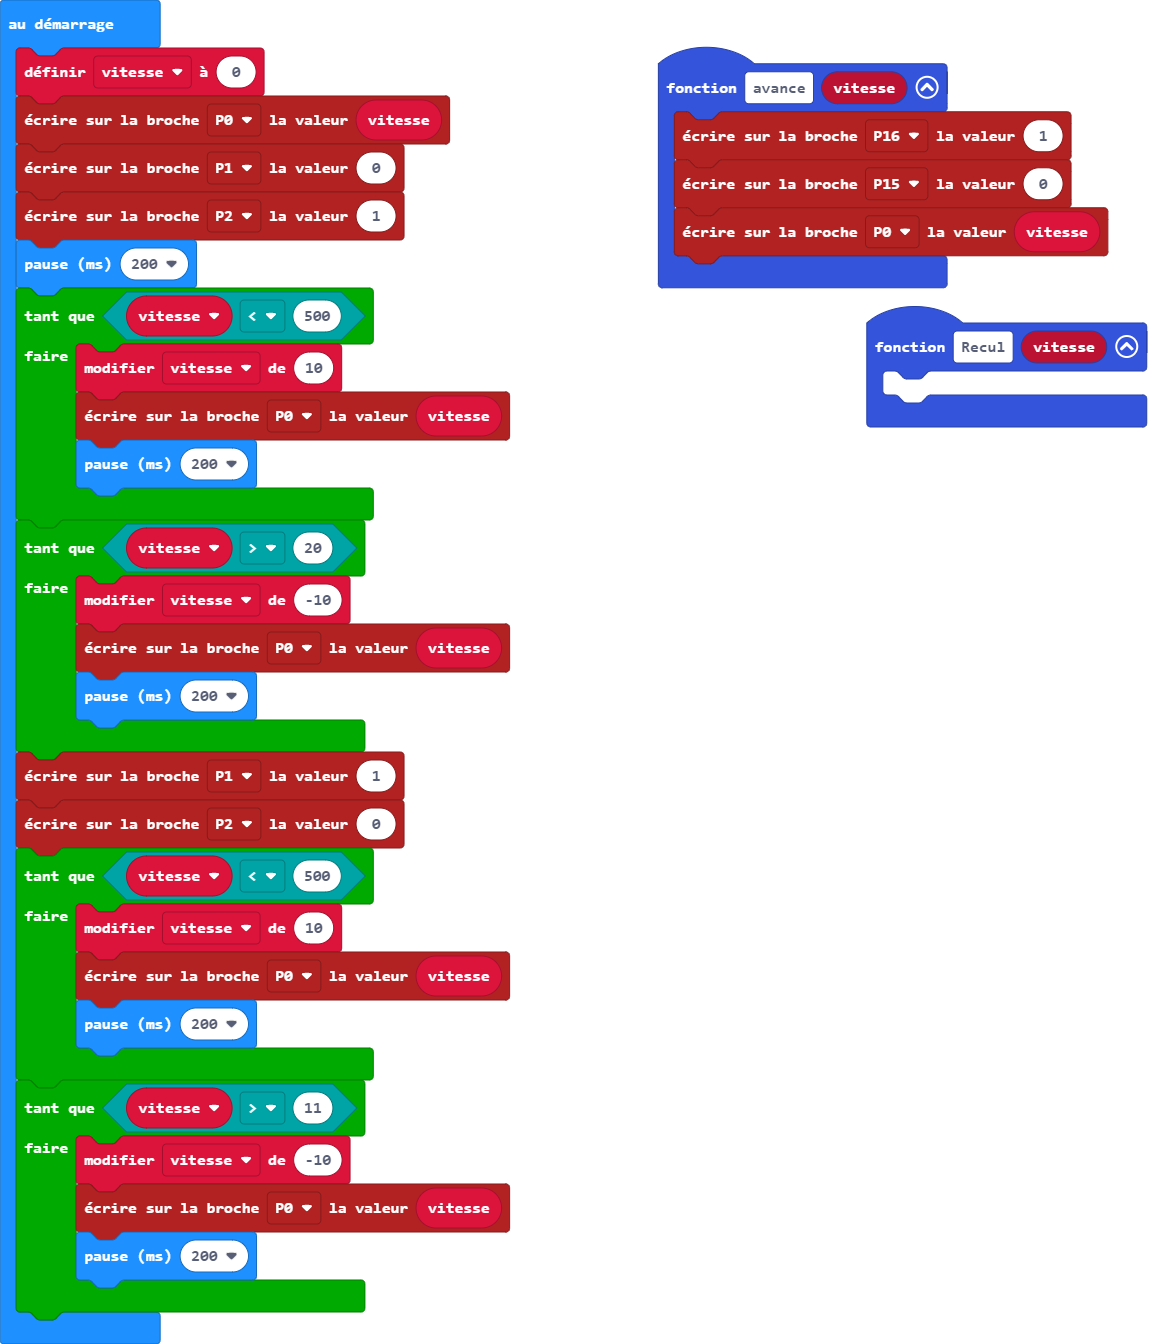 au démarrage
définir vitesse à 0
écrire sur la broche P0 la valeur vitesse
écrire sur la broche P1 la valeur 0
écrire sur la broche P2 la valeur 1
pause (ms) 200
tant que vitesse < 500
faire
modifier vitesse de 10
écrire sur la broche P0 la valeur vitesse
pause (ms) 200
tant que vitesse > 20
faire
modifier vitesse de -10
écrire sur la broche P0 la valeur vitesse
pause (ms) 200
écrire sur la broche P1 la valeur 1
écrire sur la broche P2 la valeur 0
tant que vitesse < 500
faire
modifier vitesse de 10
écrire sur la broche P0 la valeur vitesse
pause (ms) 200
tant que vitesse > 11
faire
modifier vitesse de -10
écrire sur la broche P0 la valeur vitesse
pause (ms) 200
fonction avance vitesse
écrire sur la broche P16 la valeur 1
écrire sur la broche P15 la valeur 0
écrire sur la broche P0 la valeur vitesse
fonction Recul vitesse